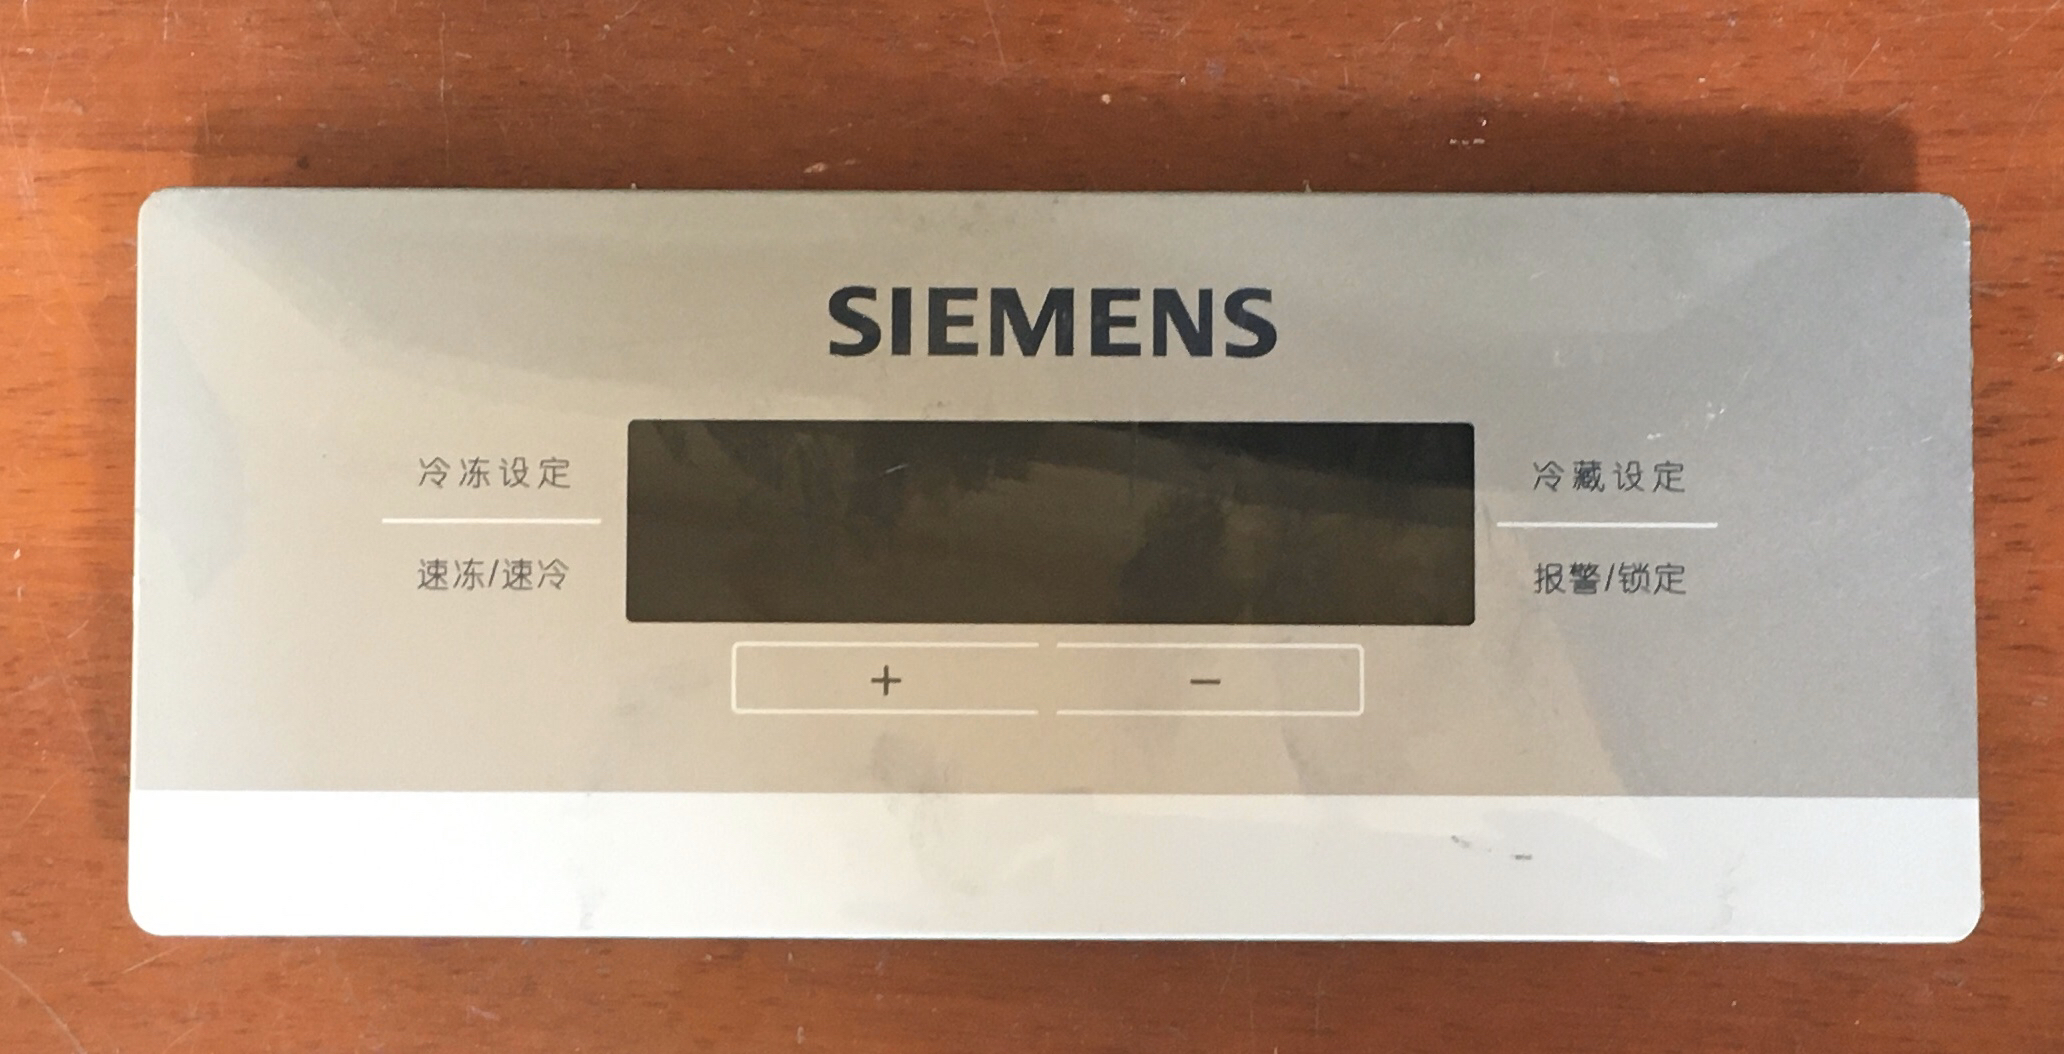 SIEMENS
冷冻设定
冷藏设定
速冻/速冷
报警/锁定
+ −